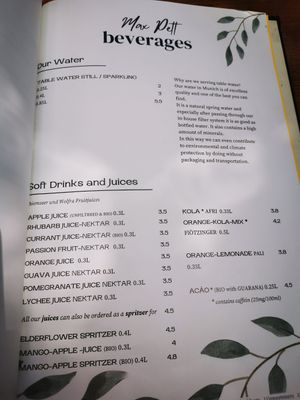 Max Pett
beverages
Our Water
TABLE WATER STILL / SPARKLING
0.25L 2
0.4L 3
0.85L 5.5
Why are we serving table water?
Our water in Munich is of excellent
quality and one of the best you can
find.
It is a natural spring water and
especially after passing through our
in-house filter system it is as good as
bottled water. It also contains a high
amount of minerals.
In this way we can even contribute
to environmental and climate
protection by doing without
packaging and transportation.
Soft Drinks and Juices
and Wolfra Fruitjuices
APPLE JUICE (UNFILTERED & BIO) 0.3L 3.5
RHUBARB JUICE-NEKTAR 0.3L 3.5
CURRANT JUICE-NEKTAR (BIO) 0.3L 3.5
PASSION FRUIT-NEKTAR 0.3L 3.5
ORANGE JUICE 0.3L 3.5
GUAVA JUICE NEKTAR 0.3L 3.5
POMEGRANATE JUICE NEKTAR 0.3L 3.5
LYCHEE JUICE NEKTAR 0.3L 3.5
All our juices can also be ordered as a spritzer for 4.5
ELDERFLOWER SPRITZER 0.4L 4.5
MANGO-APPLE -JUICE (BIO) 0.3L 4
MANGO-APPLE SPRITZER (BIO) 0.4L 4.8
KOLA * AFRI 0.25L 3.8
ORANGE-KOLA-MIX * 4.2
FLÖTZINGER 0.5L
ORANGE-LEMONADE 3.8
0.33L
ACÃO * (BIO with GUARANA) 0.25L 4.5
* contains caffein (25mg/100ml)